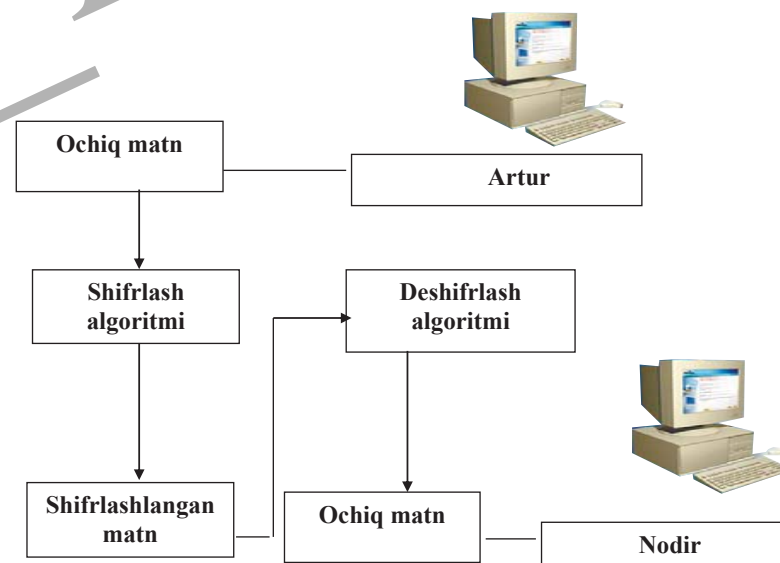 Ochiq matn
Artur
Shifrlash
algoritmi
Deshifrlash
algoritmi
Shifrlashlangan
matn
Ochiq matn
Nodir